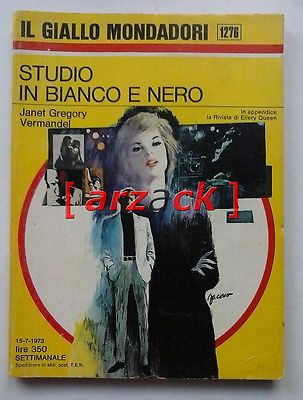 IL GIALLO MONDADORI 1276
STUDIO
IN BIANCO E NERO
Janet Gregory
Vermandel
in appendice
la Rivista di Ellery Queen
[ arzack ]
Jacono
15-7-1973
lire 350
SETTIMANALE
Spedizione in abb. post. T.E.R.